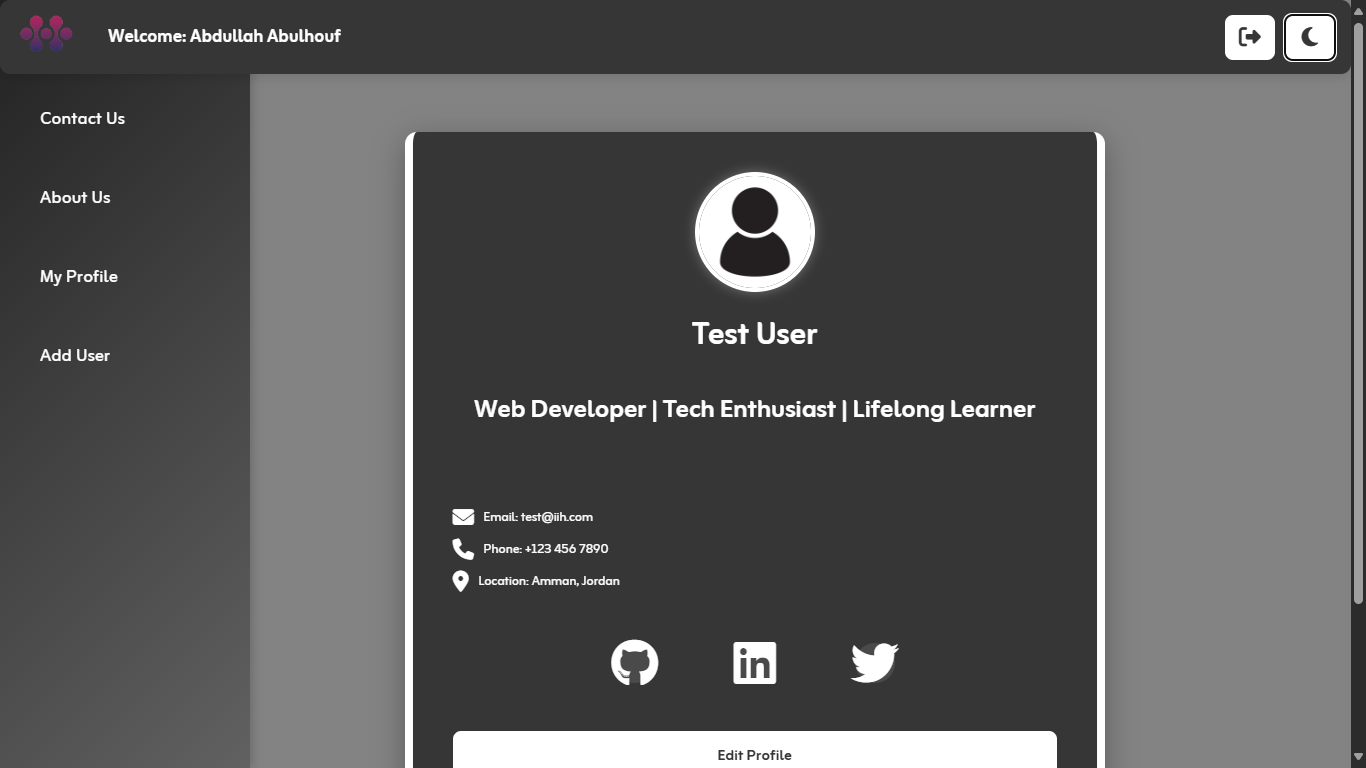 Welcome: Abdullah Abulhouf
Contact Us
About Us
My Profile
Add User
Test User
Web Developer | Tech Enthusiast | Lifelong Learner
Email: test@iih.com
Phone: +123 456 7890
Location: Amman, Jordan
in
Edit Profile